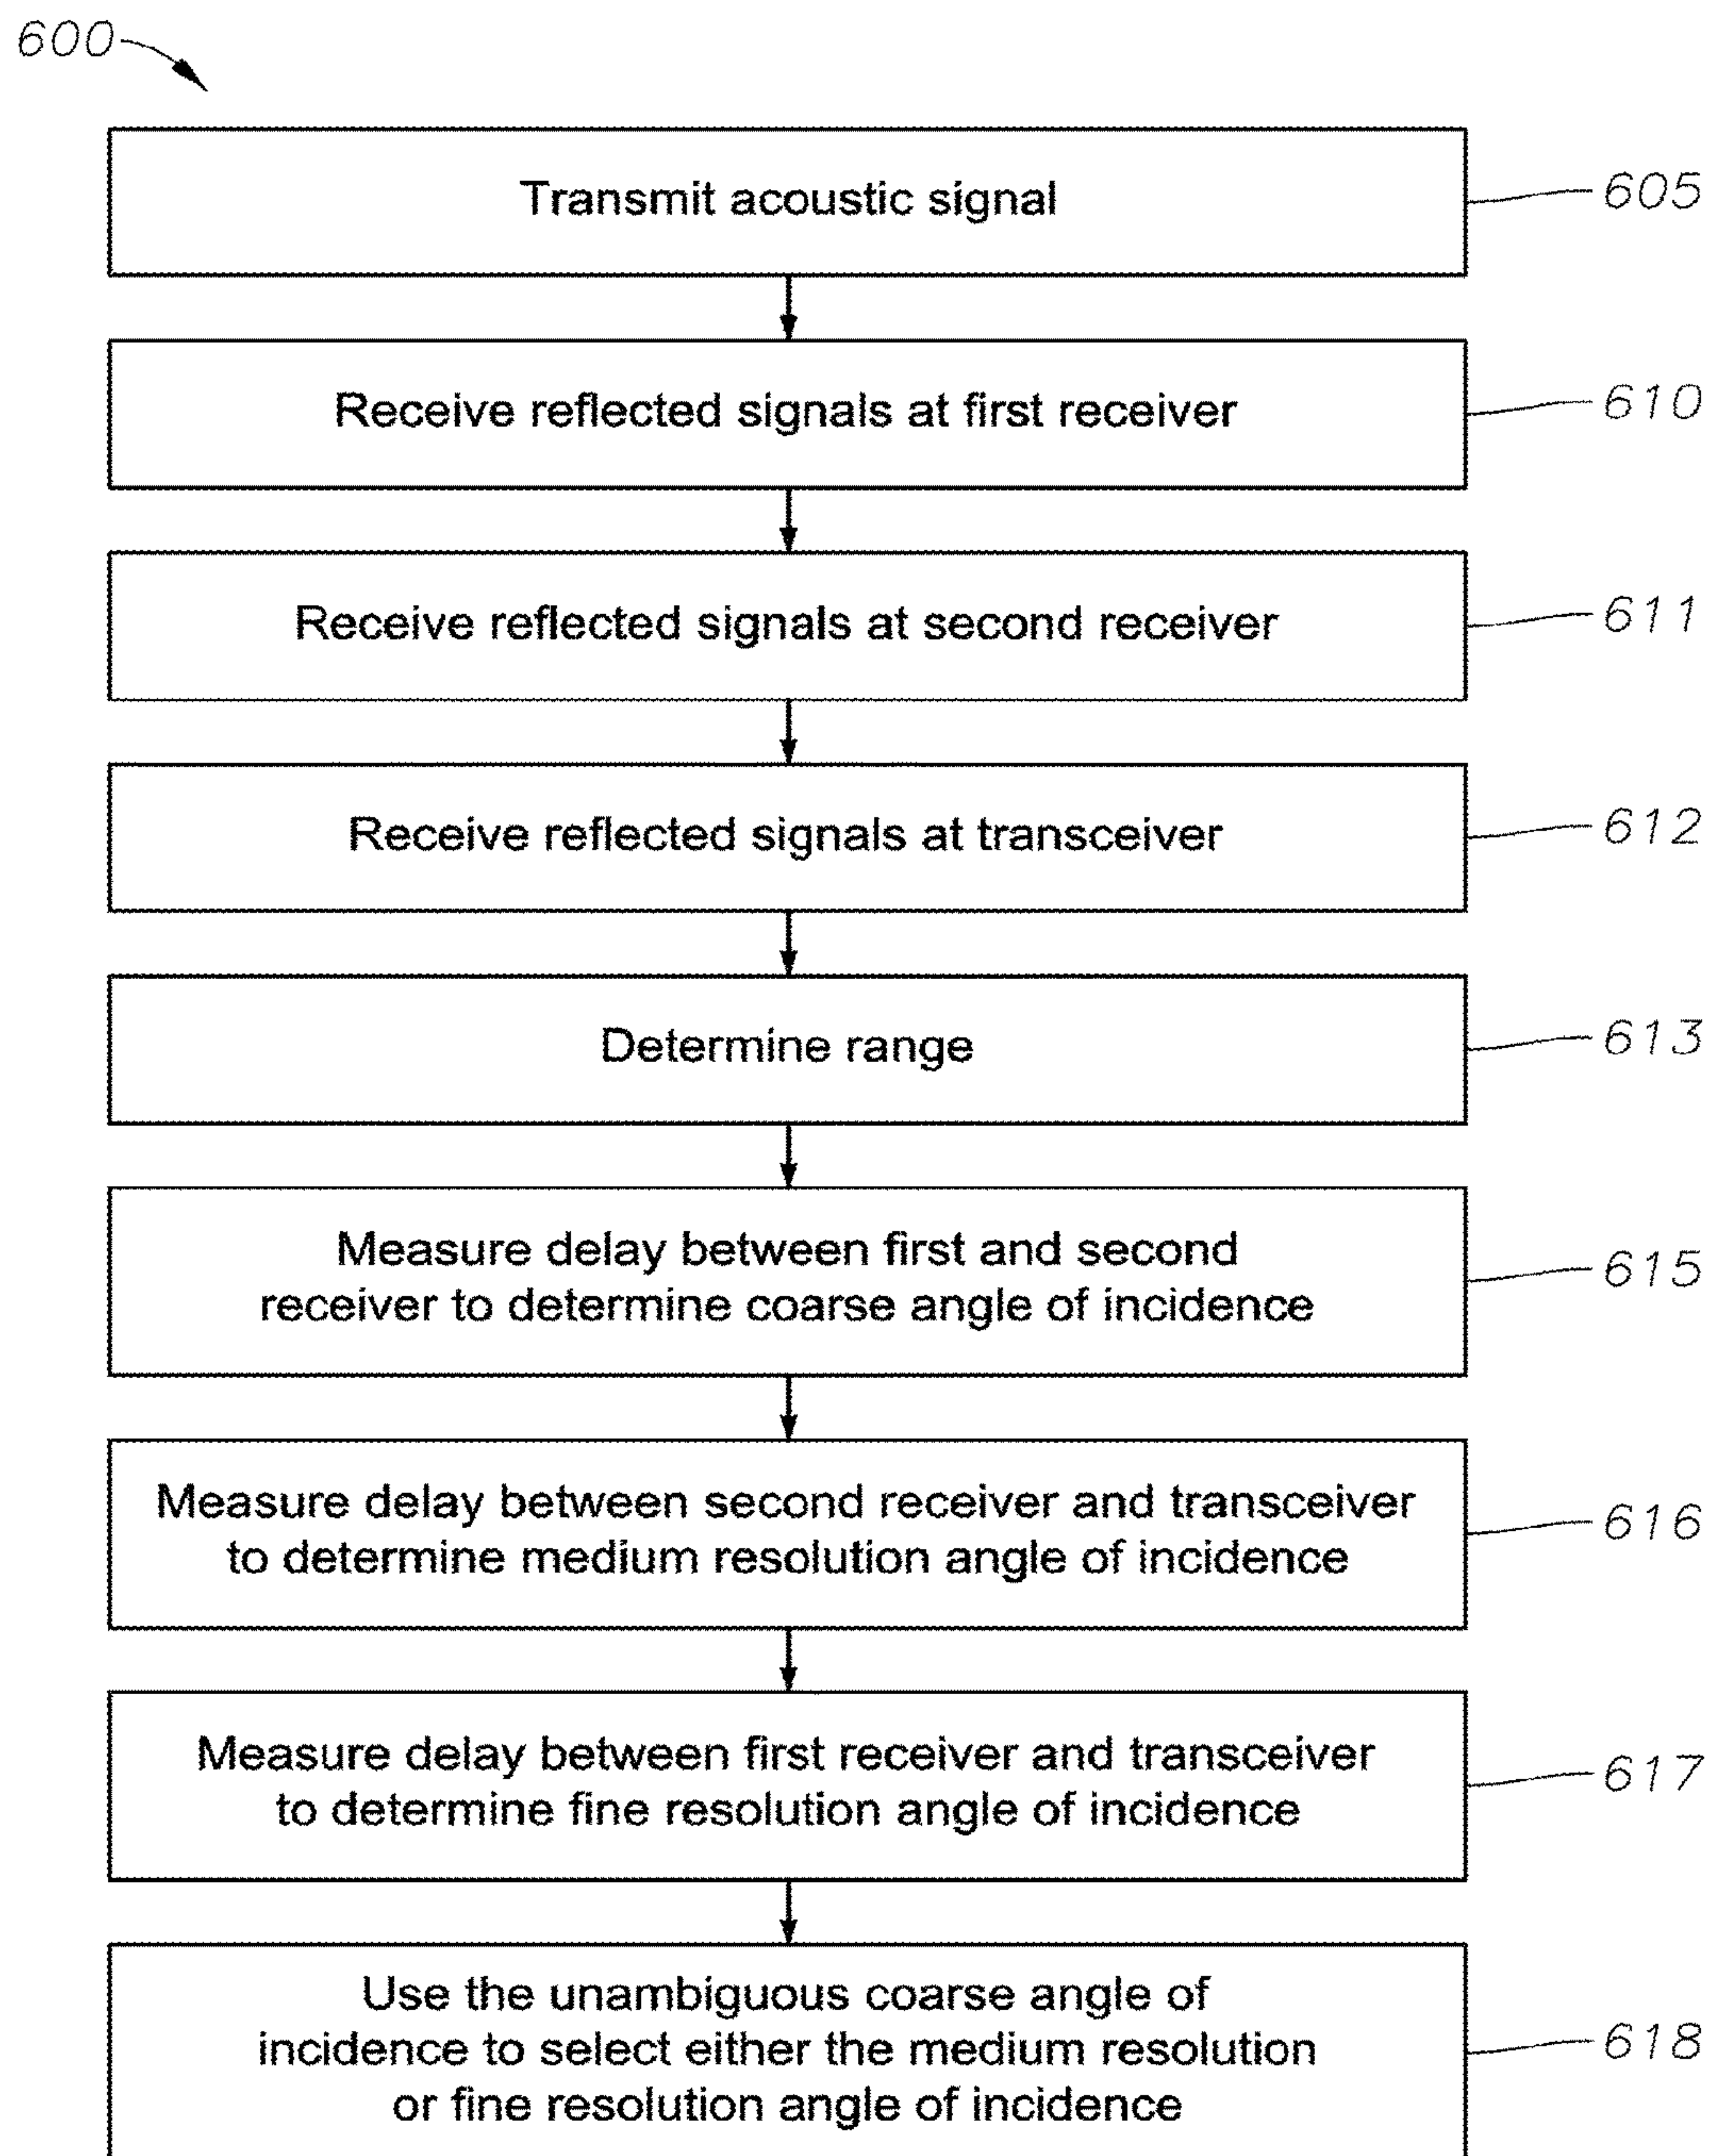 600
Transmit acoustic signal
605
Receive reflected signals at first receiver
610
Receive reflected signals at second receiver
611
Receive reflected signals at transceiver
612
Determine range
613
Measure delay between first and second
receiver to determine coarse angle of incidence
615
Measure delay between second receiver and transceiver
to determine medium resolution angle of incidence
616
Measure delay between first receiver and transceiver
to determine fine resolution angle of incidence
617
Use the unambiguous coarse angle of
incidence to select either the medium resolution
or fine resolution angle of incidence
618